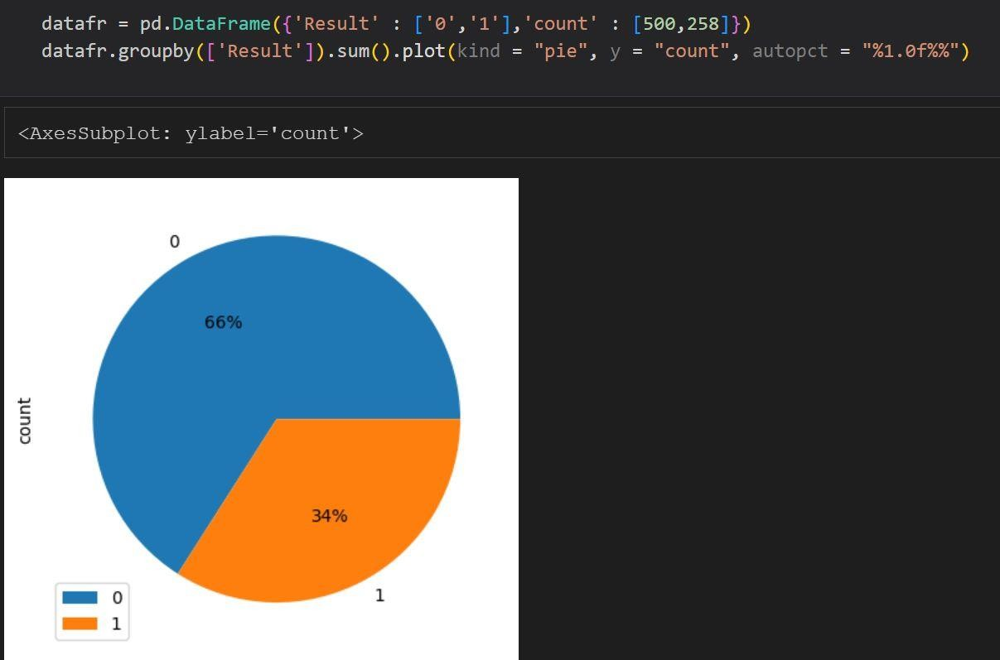 datafr = pd.DataFrame({'Result' : ['0','1'],'count' : [500,258]})
datafr.groupby(['Result']).sum().plot(kind = "pie", y = "count", autopct = "%1.0f%%")
<AxesSubplot: ylabel='count'>
0
66%
count
34%
1
0
1